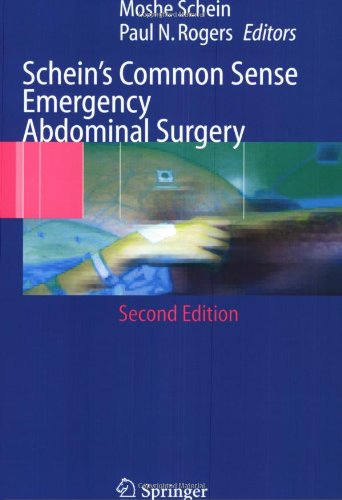 Moshe Schein
Paul N. Rogers Editors
Schein's Common Sense
Emergency
Abdominal Surgery
Second Edition
Springer